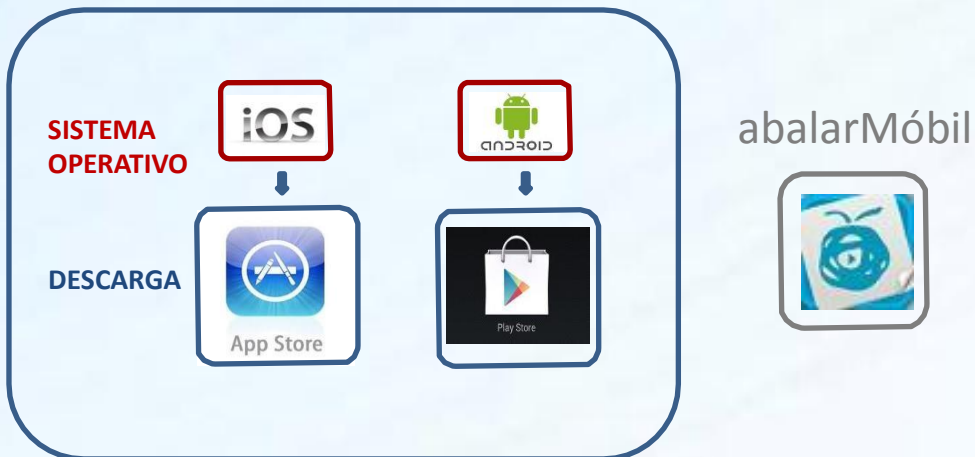 SISTEMA
OPERATIVO
iOS
ANDROID
DESCARGA
App Store
Play Store
abalarMóbil